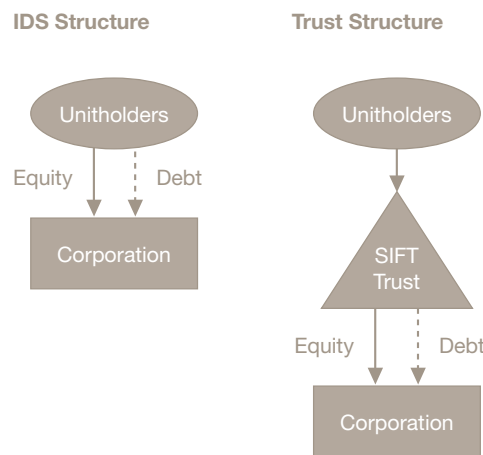 IDS Structure
Unitholders
Equity
Debt
Corporation
Trust Structure
Unitholders
SIFT
Trust
Equity
Debt
Corporation